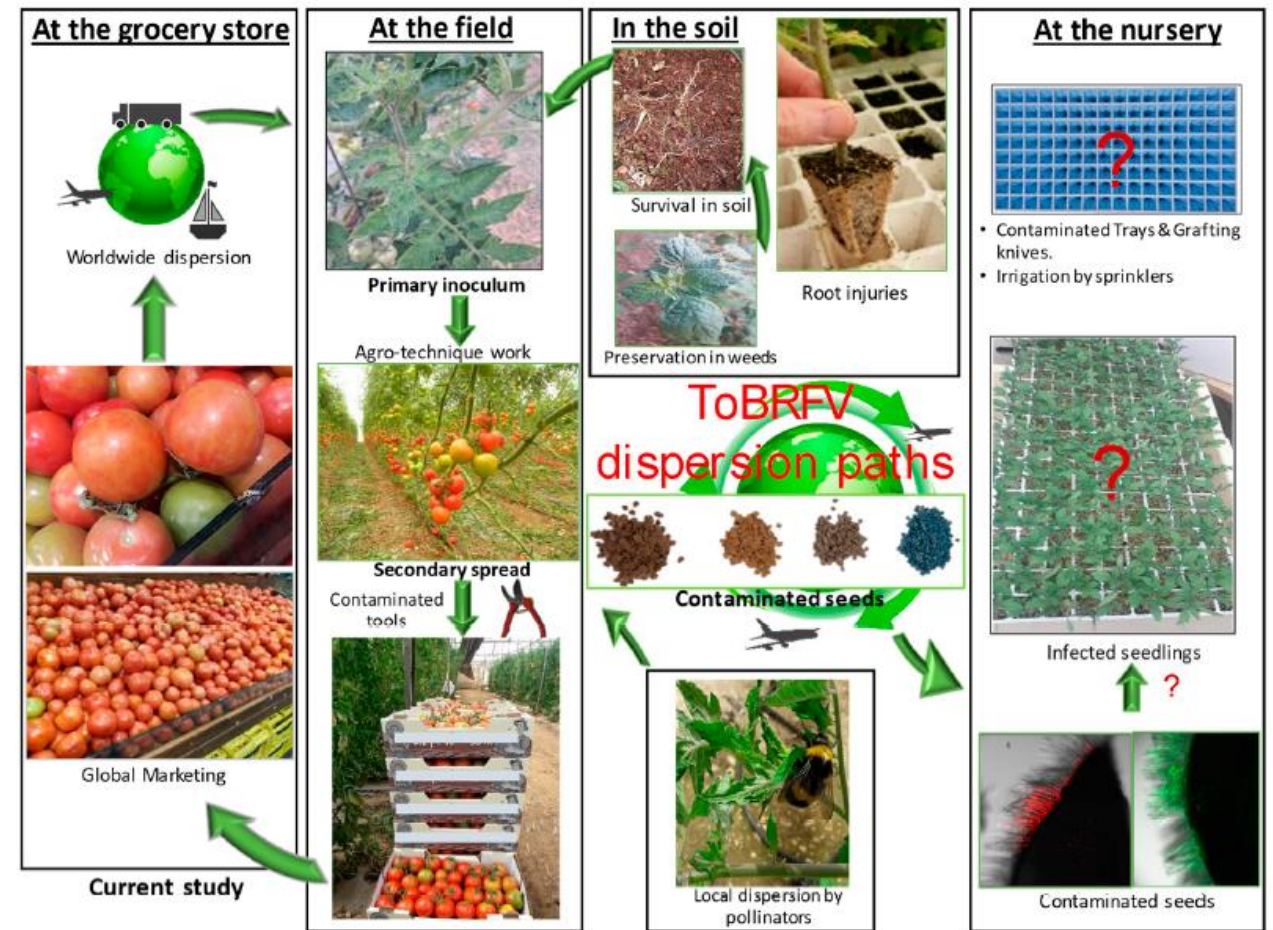 At the grocery store
Worldwide dispersion
Global Marketing
Current study
At the field
Primary inoculum
Agro-technique work
Secondary spread
Contaminated
tools
In the soil
Survival in soil
Preservation in weeds
Root injuries
ToBRFV
dispersion paths
Contaminated seeds
Local dispersion by
pollinators
At the nursery
?
• Contaminated Trays & Grafting
knives.
• Irrigation by sprinklers
?
Infected seedlings
?
Contaminated seeds